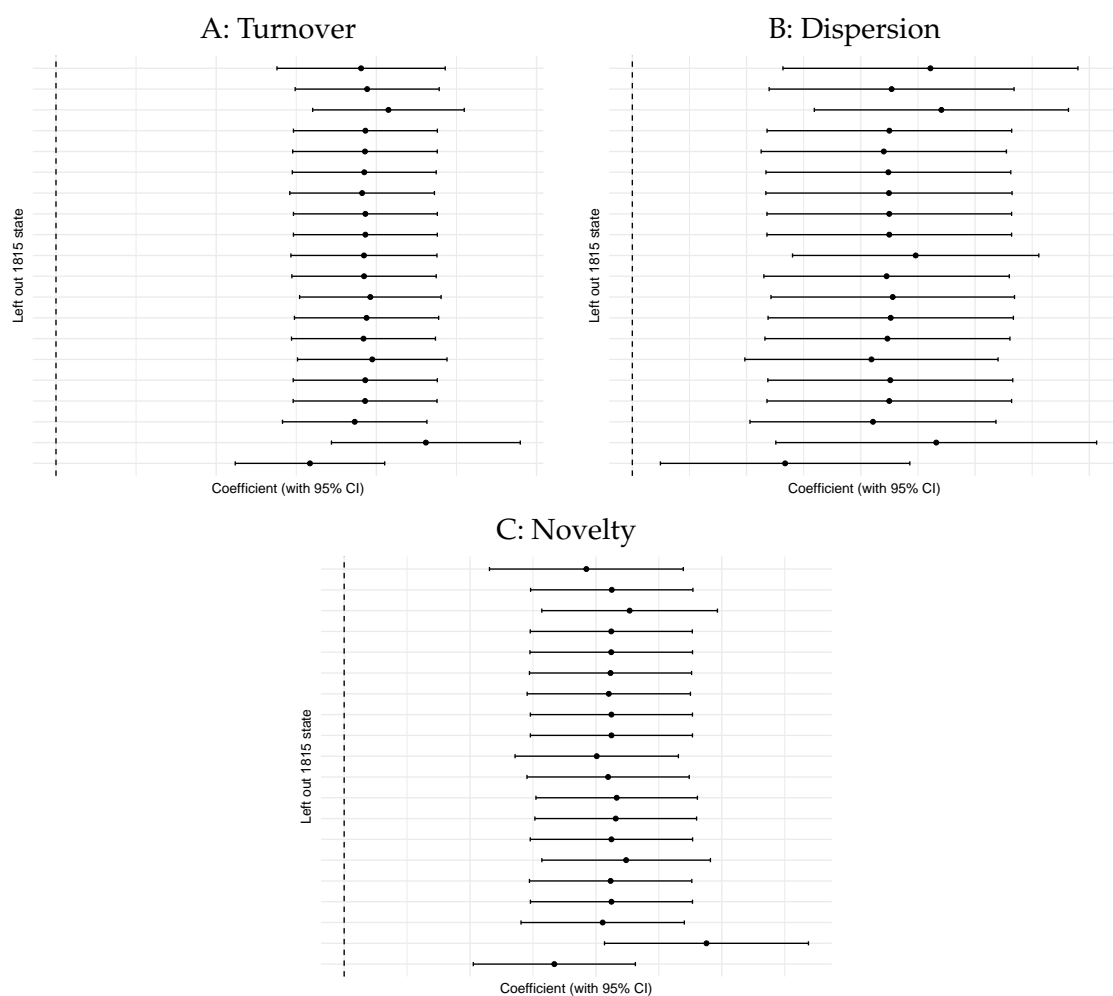 A: Turnover
Left out 1815 state
Coefficient (with 95% CI)
B: Dispersion
Left out 1815 state
Coefficient (with 95% CI)
C: Novelty
Left out 1815 state
Coefficient (with 95% CI)